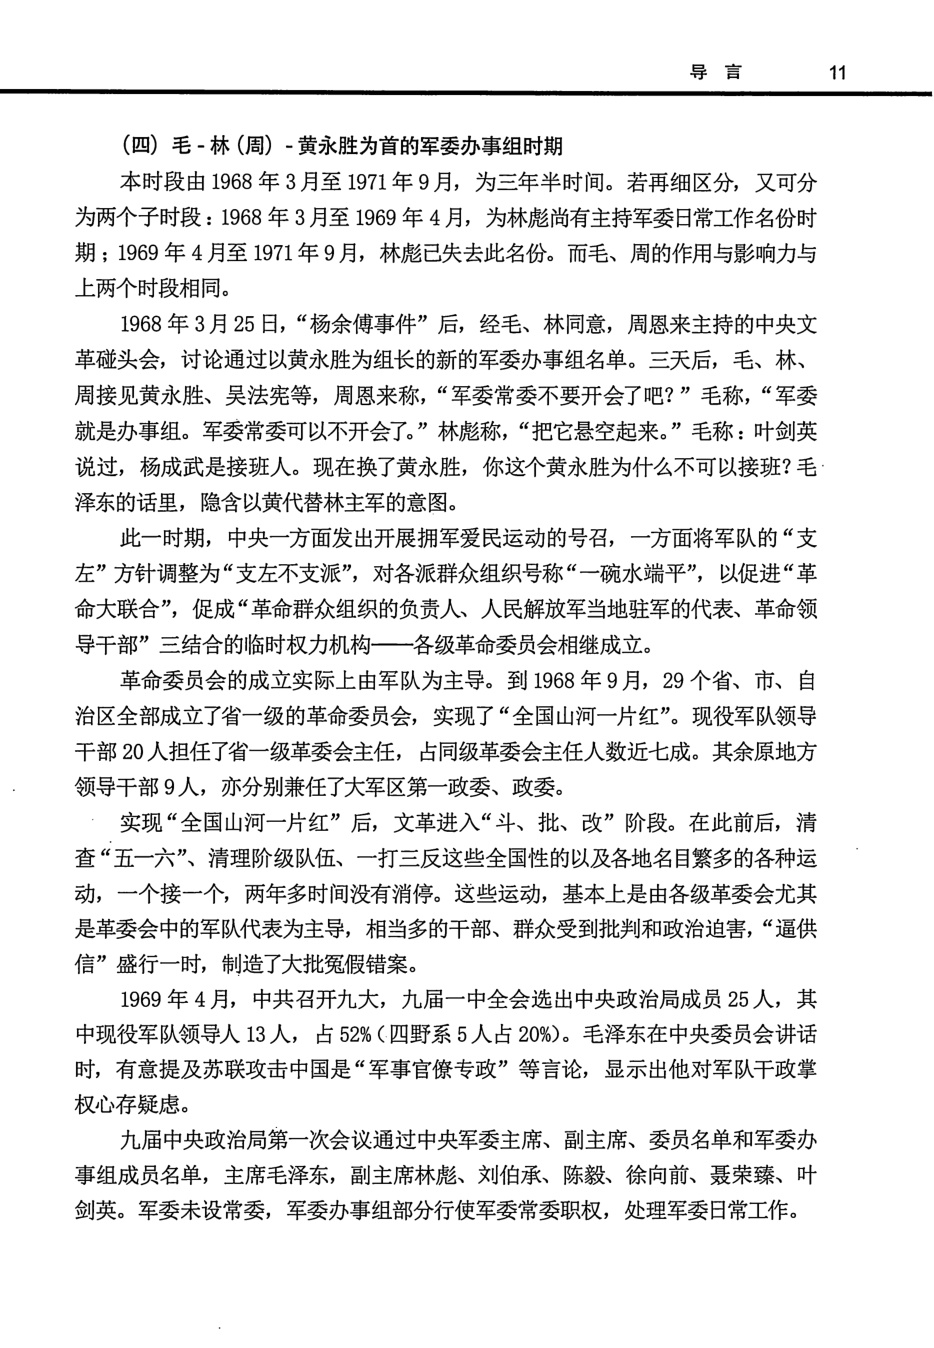 导 言 11
（四）毛-林（周）-黄永胜为首的军委办事组时期
本时段由 1968 年 3 月至 1971 年 9 月，为三年半时间。若再细区分，又可分
为两个子时段：1968 年 3 月至 1969 年 4 月，为林彪尚有主持军委日常工作名份时
期；1969 年 4 月至 1971 年 9 月，林彪已失去此名份。而毛、周的作用与影响力与
上两个时段相同。
1968 年 3 月 25 日，“杨余傅事件”后，经毛、林同意，周恩来主持的中央文
革碰头会，讨论通过以黄永胜为组长的新的军委办事组名单。三天后，毛、林、
周接见黄永胜、吴法宪等，周恩来称，“军委常委不要开会了吧？”毛称，“军委
就是办事组。军委常委可以不开会了。”林彪称，“把它悬空起来。”毛称：叶剑英
说过，杨成武是接班人。现在换了黄永胜，你这个黄永胜为什么不可以接班？毛
泽东的话里，隐含以黄代替林主军的意图。
此一时期，中央一方面发出开展拥军爱民运动的号召，一方面将军队的“支
左”方针调整为“支左不支派”，对各派群众组织号称“一碗水端平”，以促进“革
命大联合”，促成“革命群众组织的负责人、人民解放军当地驻军的代表、革命领
导干部”三结合的临时权力机构——各级革命委员会相继成立。
革命委员会的成立实际上由军队为主导。到 1968 年 9 月，29 个省、市、自
治区全部成立了省一级的革命委员会，实现了“全国山河一片红”。现役军队领导
干部 20 人担任了省一级革委会主任，占同级革委会主任人数近七成。其余原地方
领导干部 9 人，亦分别兼任了大军区第一政委、政委。
实现“全国山河一片红”后，文革进入“斗、批、改”阶段。在此前后，清
查“五一六”、清理阶级队伍、一打三反这些全国性的以及各地名目繁多的各种运
动，一个接一个，两年多时间没有消停。这些运动，基本上是由各级革委会尤其
是革委会中的军队代表为主导，相当多的干部、群众受到批判和政治迫害，“逼供
信”盛行一时，制造了大批冤假错案。
1969 年 4 月，中共召开九大，九届一中全会选出中央政治局成员 25 人，其
中现役军队领导人 13 人，占 52%（四野系 5 人占 20%）。毛泽东在中央委员会讲话
时，有意提及苏联攻击中国是“军事官僚专政”等言论，显示出他对军队干政掌
权心存疑虑。
九届中央政治局第一次会议通过中央军委主席、副主席、委员名单和军委办
事组成员名单，主席毛泽东，副主席林彪、刘伯承、陈毅、徐向前、聂荣臻、叶
剑英。军委未设常委，军委办事组部分行使军委常委职权，处理军委日常工作。